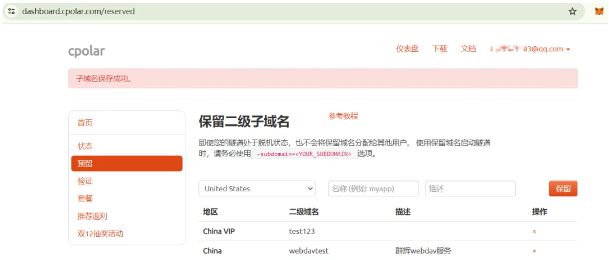 dashboard.cpolar.com/reserved
cpolar
仪表盘 下载 文档 @qq.com
子域名保存成功。
首页
状态
预留
验证
套餐
推荐返利
双12抽奖活动
保留二级子域名 参考教程
即使您的隧道处于脱机状态，也不会将保留域名分配给其他用户。 使用保留域名启动隧道
时，请务必使用 -subdomain=<YOUR_SUBDOMAIN> 选项。
United States 名称 (例如 myapp) 描述 保留
地区 二级域名 描述 操作
China VIP test123 ×
China webdavtest 群晖webdav服务 ×